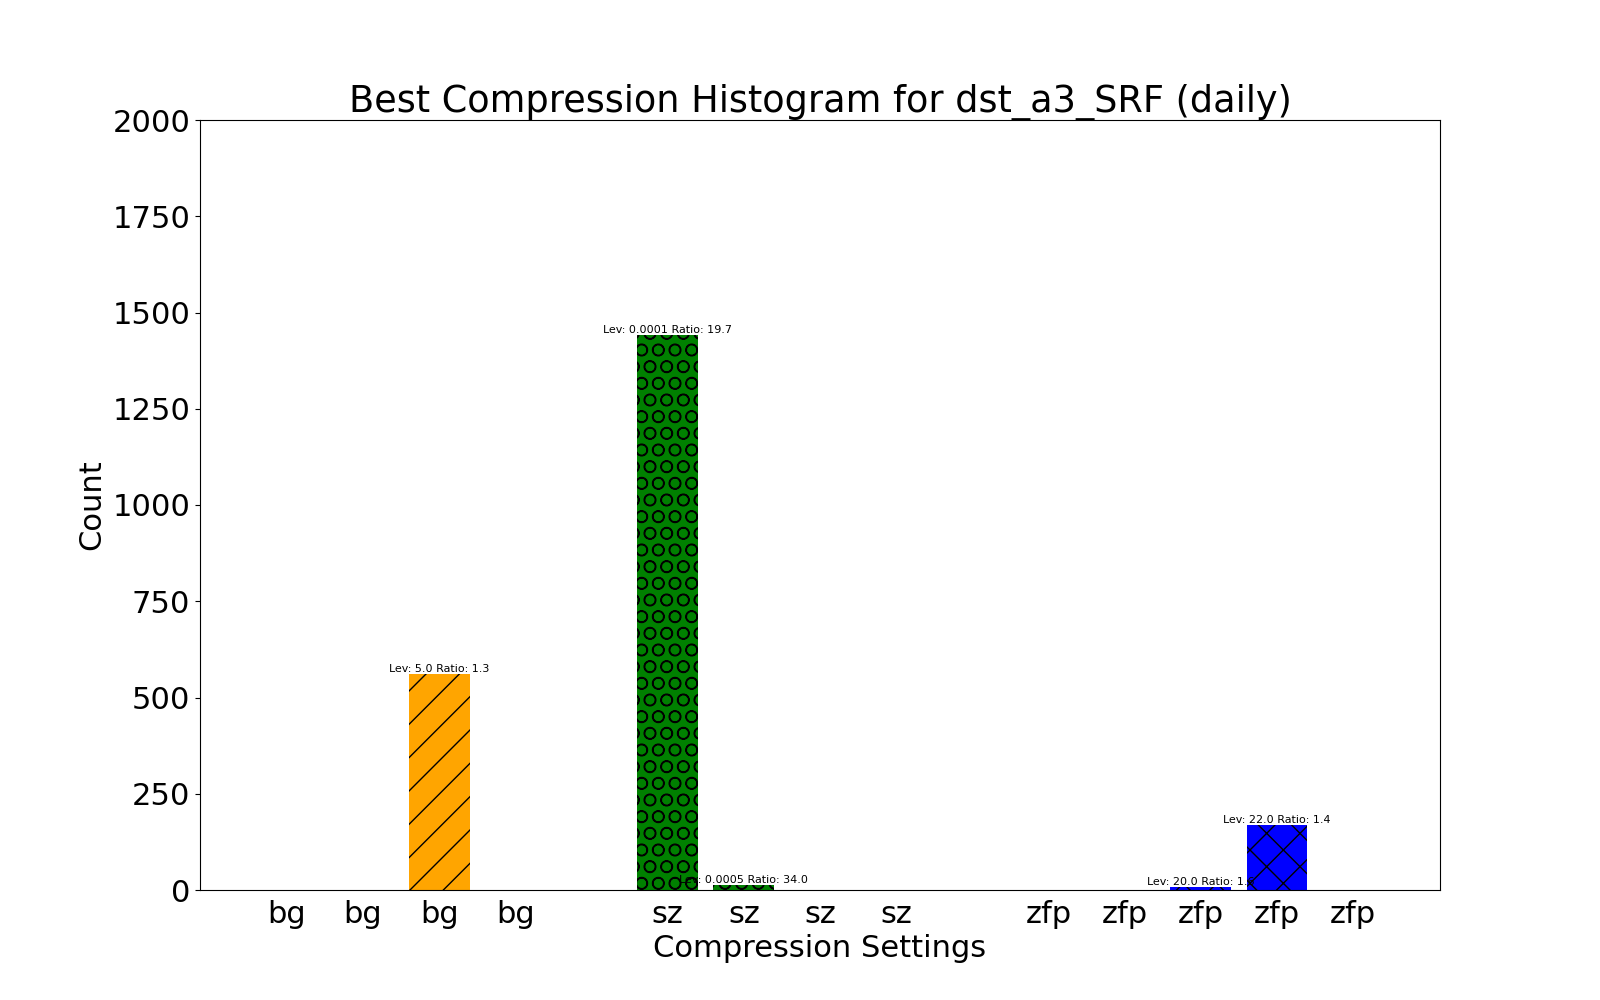 Best Compression Histogram for dst_a3_SRF (daily)
2000
1750
1500
1250
1000
750
500
250
0
Count
Lev: 5.0 Ratio: 1.3
Lev: 0.0001 Ratio: 19.7
0.0005 Ratio: 34.0
Lev: 20.0 Ratio:
Lev: 22.0 Ratio: 1.4
bg bg bg bg sz sz sz sz zfp zfp zfp zfp zfp
Compression Settings